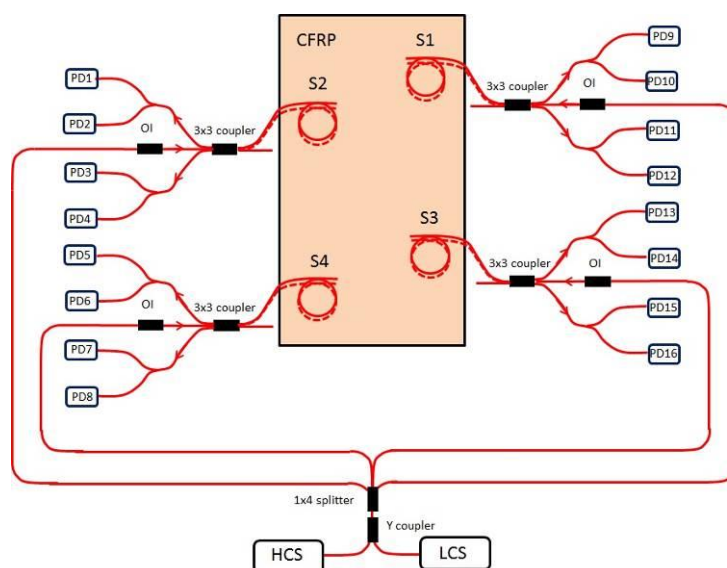 CFRP
S1
S2
S3
S4
PD1
PD2
OI
3x3 coupler
PD3
PD4
PD5
PD6
OI
3x3 coupler
PD7
PD8
PD9
PD10
3x3 coupler
OI
PD11
PD12
PD13
PD14
3x3 coupler
OI
PD15
PD16
1x4 splitter
Y coupler
HCS
LCS